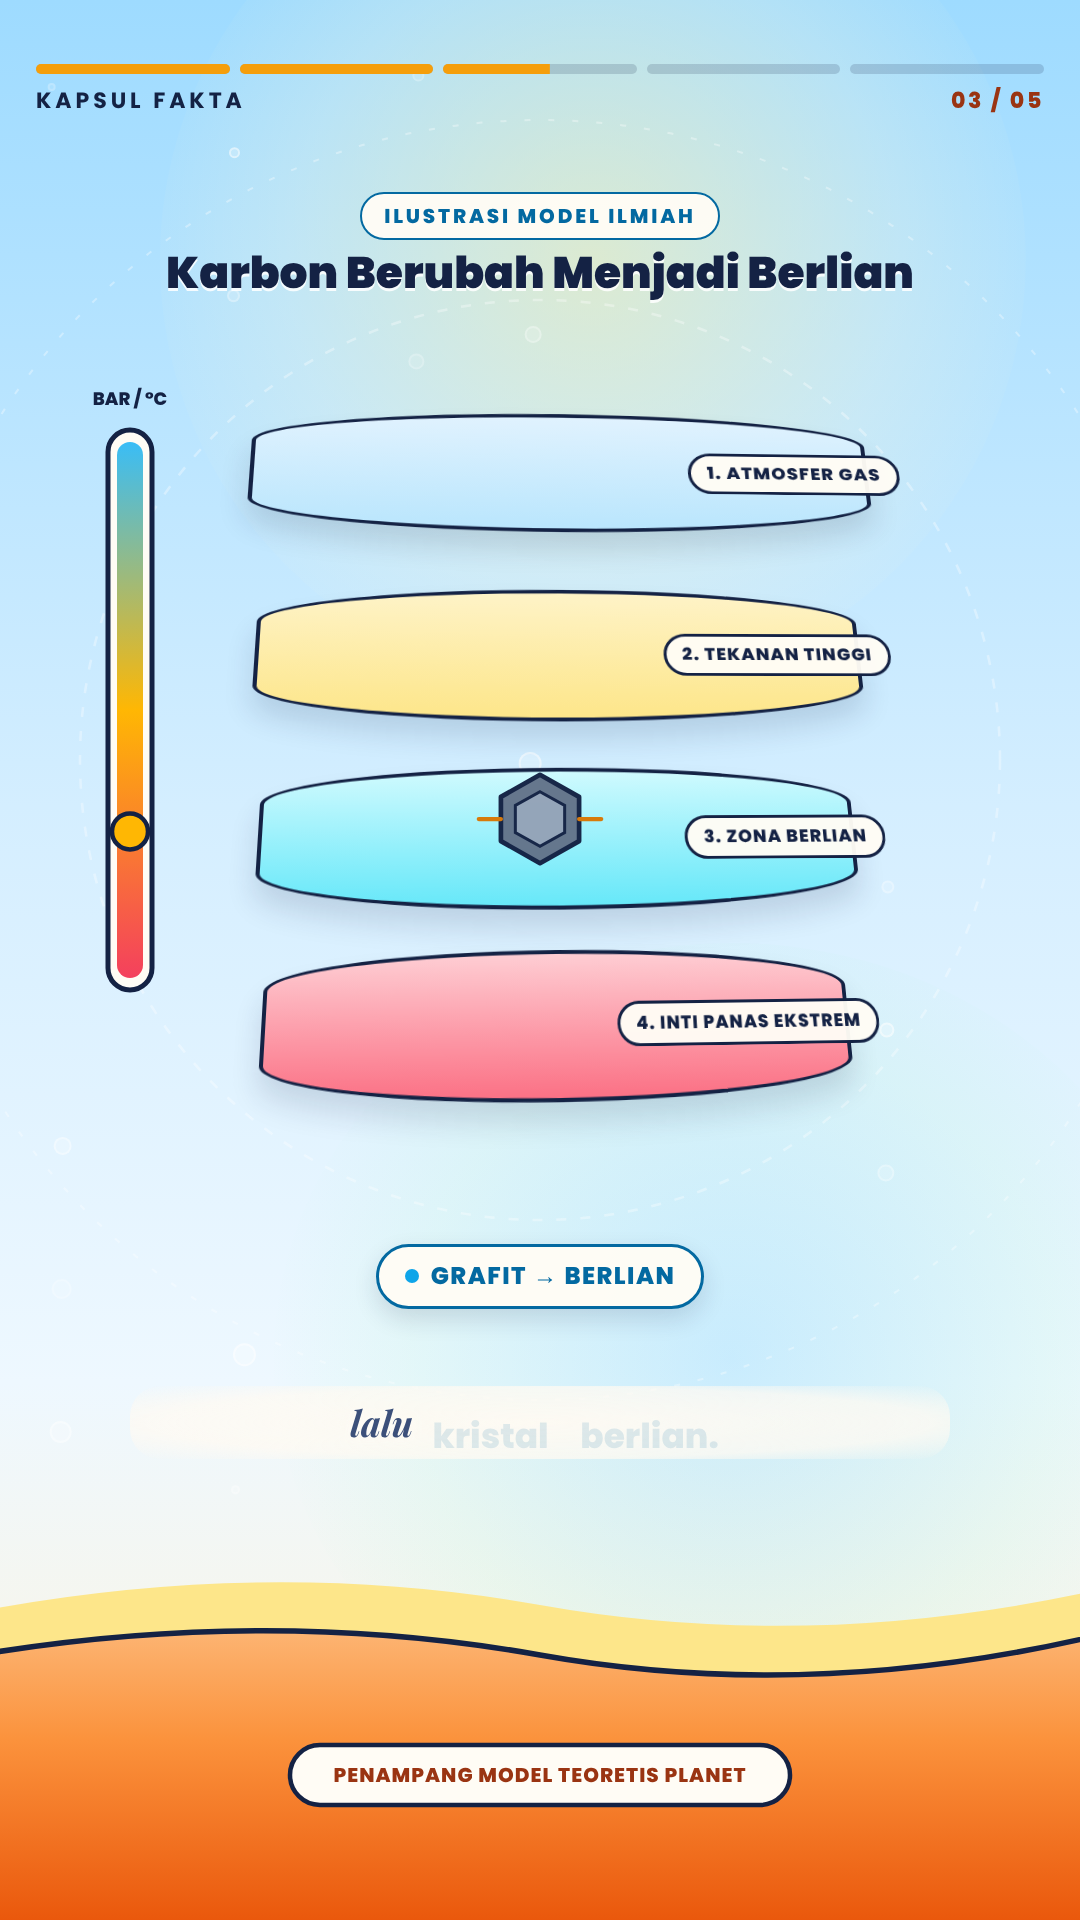 KAPSUL FAKTA
03 / 05
ILUSTRASI MODEL ILMIAH
Karbon Berubah Menjadi Berlian
BAR / °C
1. ATMOSFER GAS
2. TEKANAN TINGGI
3. ZONA BERLIAN
4. INTI PANAS EKSTREM
GRAFIT → BERLIAN
lalu kristal berlian.
PENAMPANG MODEL TEORETIS PLANET